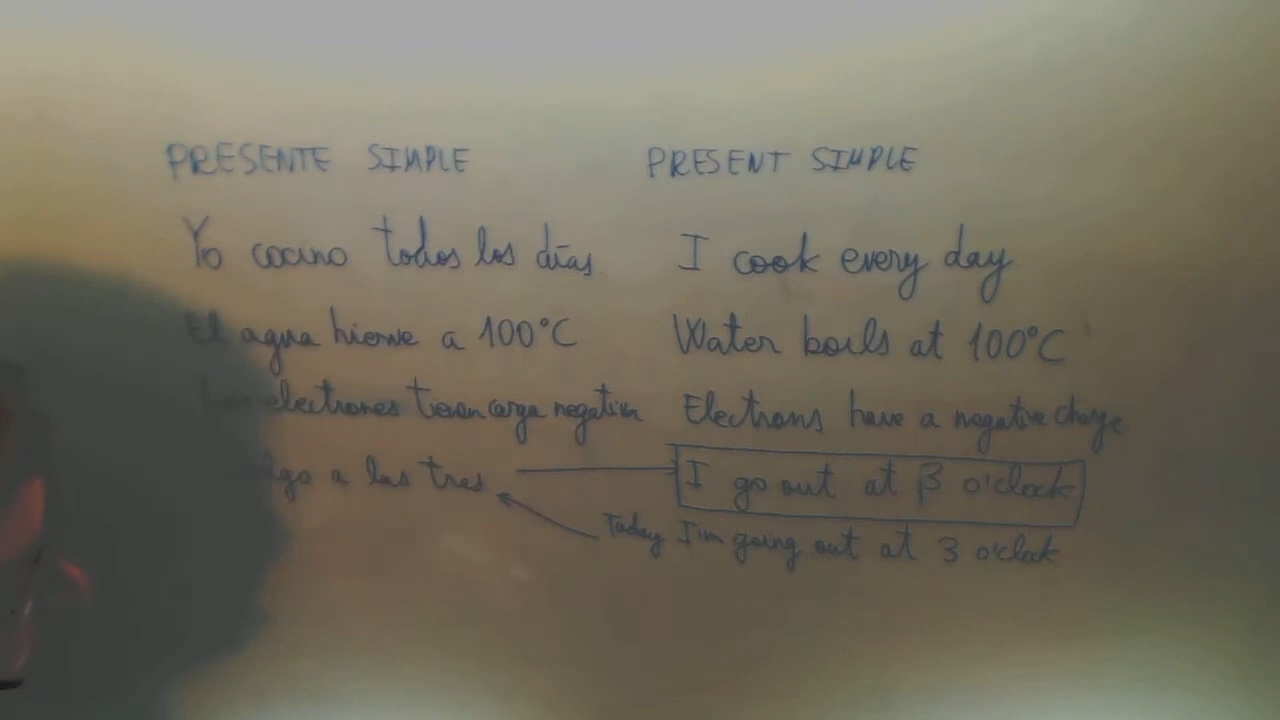 PRESENTE SIMPLE PRESENT SIMPLE
Yo cocino todos los días I cook every day
El agua hierve a 100°C Water boils at 100°C
electrones tienen carga negativa Electrons have a negative charge
a las tres I go out at 3 o'clock
Today I'm going out at 3 o'clock